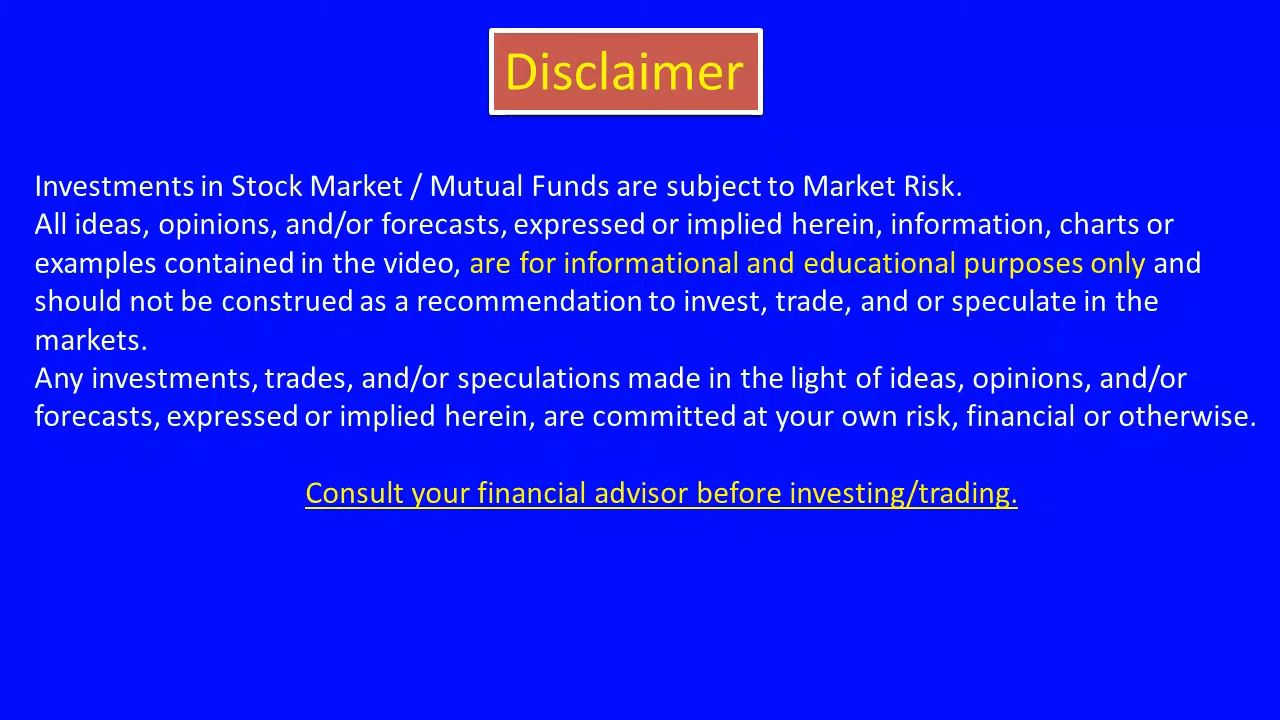 Disclaimer
Investments in Stock Market / Mutual Funds are subject to Market Risk.
All ideas, opinions, and/or forecasts, expressed or implied herein, information, charts or
examples contained in the video, are for informational and educational purposes only and
should not be construed as a recommendation to invest, trade, and or speculate in the
markets.
Any investments, trades, and/or speculations made in the light of ideas, opinions, and/or
forecasts, expressed or implied herein, are committed at your own risk, financial or otherwise.
Consult your financial advisor before investing/trading.